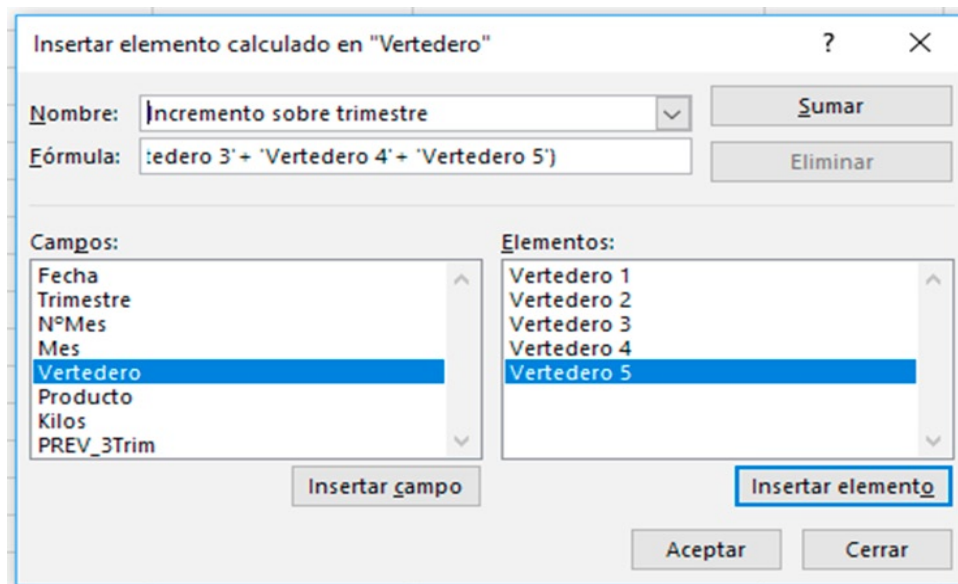 Insertar elemento calculado en "Vertedero"
?
Nombre: Incremento sobre trimestre
Sumar
Fórmula: tedero 3'+ 'Vertedero 4'+ 'Vertedero 5')
Eliminar
Campos:
Fecha
Trimestre
NºMes
Mes
Vertedero
Producto
Kilos
PREV_3Trim
Insertar campo
Elementos:
Vertedero 1
Vertedero 2
Vertedero 3
Vertedero 4
Vertedero 5
Insertar elemento
Aceptar
Cerrar